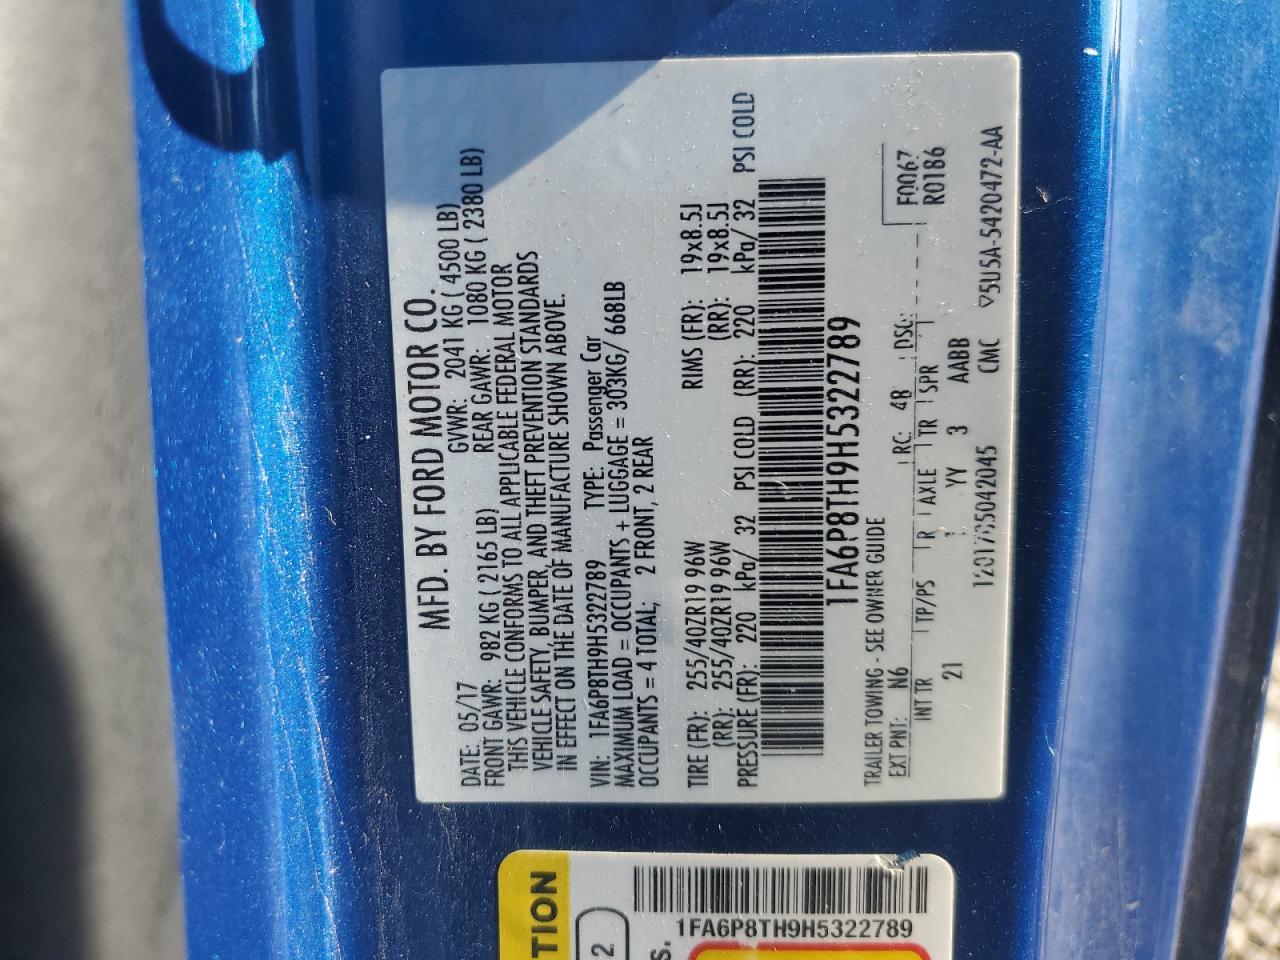 MFD. BY FORD MOTOR CO.
DATE: 05/17 GVWR: 2041 KG ( 4500 LB)
FRONT GAWR: 982 KG ( 2165 LB) REAR GAWR: 1080 KG ( 2380 LB)
THIS VEHICLE CONFORMS TO ALL APPLICABLE FEDERAL MOTOR
VEHICLE SAFETY, BUMPER, AND THEFT PREVENTION STANDARDS
IN EFFECT ON THE DATE OF MANUFACTURE SHOWN ABOVE.
VIN: 1FA6P8TH9H5322789 TYPE: Passenger Car
MAXIMUM LOAD = OCCUPANTS + LUGGAGE = 303KG/ 668LB
OCCUPANTS = 4 TOTAL; 2 FRONT, 2 REAR
TIRE (FR): 255/40ZR19 96W RIMS (FR): 19x8.5J
(RR): 255/40ZR19 96W (RR): 19x8.5J
PRESSURE (FR): 220 kPa/ 32 PSI COLD (RR): 220 kPa/ 32 PSI COLD
1FA6P8TH9H5322789
TRAILER TOWING - SEE OWNER GUIDE
F0067
R0186
EXT PNT: N6 RC: 48 DSO:
INT TR TP/PS R AXLE TR SPR
21 YY 3 AABB
CMC
5U5A-5420472-AA
TION
2
S.
1FA6P8TH9H5322789